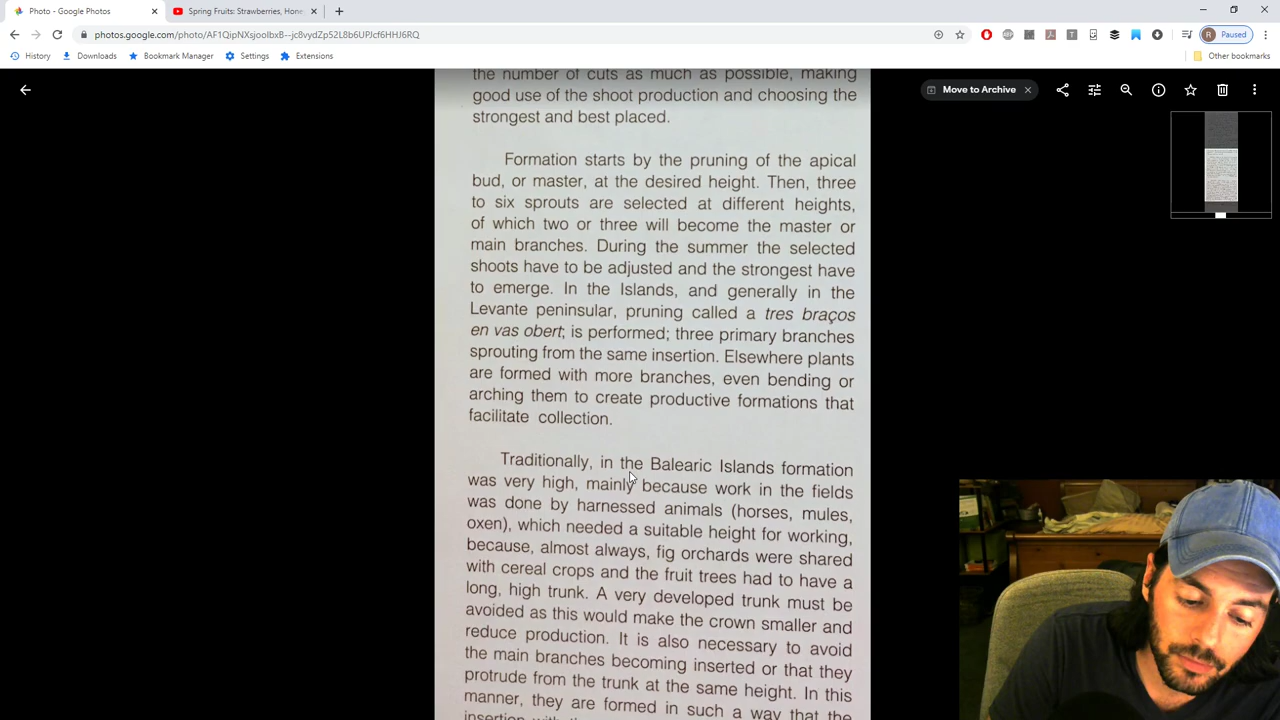 Photo - Google Photos
Spring Fruits: Strawberries, Hone
photos.google.com/photo/AF1QipNXsjoolbxB--jc8vydZp52L8b6UPJcf6HHJ6RQ
R Paused
History
Downloads
Bookmark Manager
Settings
Extensions
Other bookmarks
Move to Archive
the number of cuts as much as possible, making
good use of the shoot production and choosing the
strongest and best placed.
Formation starts by the pruning of the apical
bud, or master, at the desired height. Then, three
to six sprouts are selected at different heights,
of which two or three will become the master or
main branches. During the summer the selected
shoots have to be adjusted and the strongest have
to emerge. In the Islands, and generally in the
Levante peninsular, pruning called a tres braços
en vas obert; is performed; three primary branches
sprouting from the same insertion. Elsewhere plants
are formed with more branches, even bending or
arching them to create productive formations that
facilitate collection.
Traditionally, in the Balearic Islands formation
was very high, mainly because work in the fields
was done by harnessed animals (horses, mules,
oxen), which needed a suitable height for working,
because, almost always, fig orchards were shared
with cereal crops and the fruit trees had to have a
long, high trunk. A very developed trunk must be
avoided as this would make the crown smaller and
reduce production. It is also necessary to avoid
the main branches becoming inserted or that they
protrude from the trunk at the same height. In this
manner, they are formed in such a way that the
insertion with